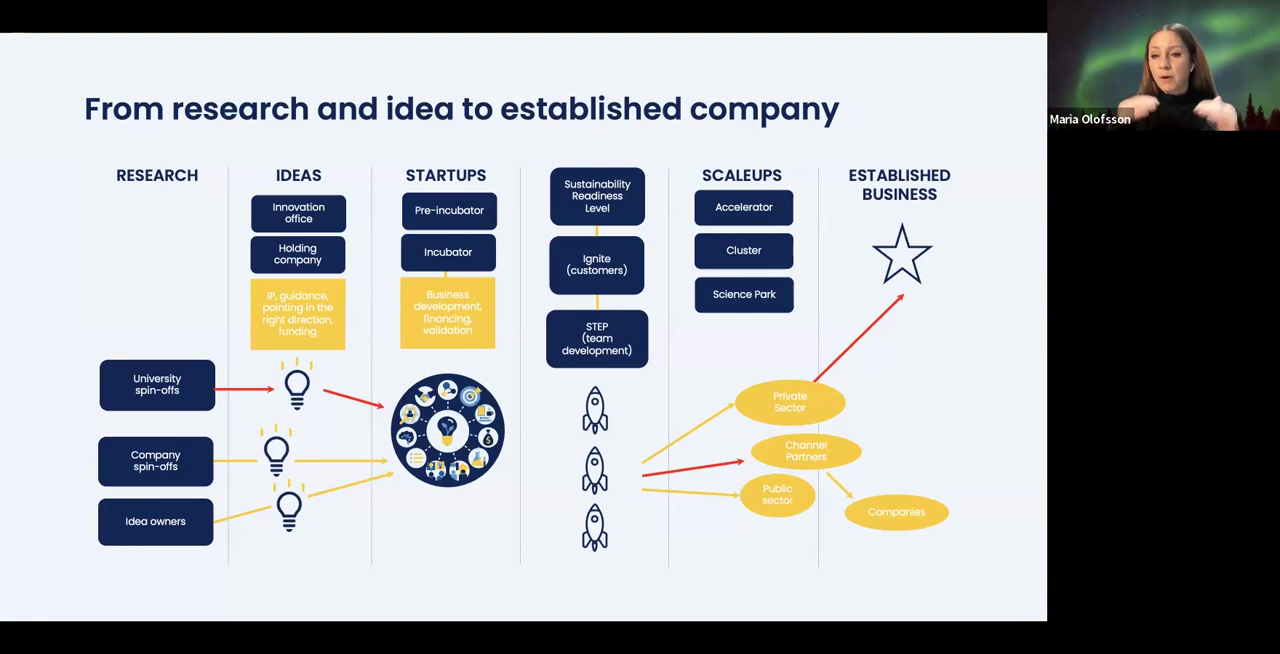 From research and idea to established company
Maria Olofsson
RESEARCH
IDEAS
STARTUPS
SCALEUPS
ESTABLISHED
BUSINESS
Innovation
office
Holding
company
IP, guidance,
pointing in the
right direction,
funding
Pre-incubator
Incubator
Business
development,
financing,
validation
Sustainability
Readiness
Level
Ignite
(customers)
STEP
(team
development)
Accelerator
Cluster
Science Park
University
spin-offs
Company
spin-offs
Idea owners
Private
Sector
Channel
Partners
Public
sector
Companies